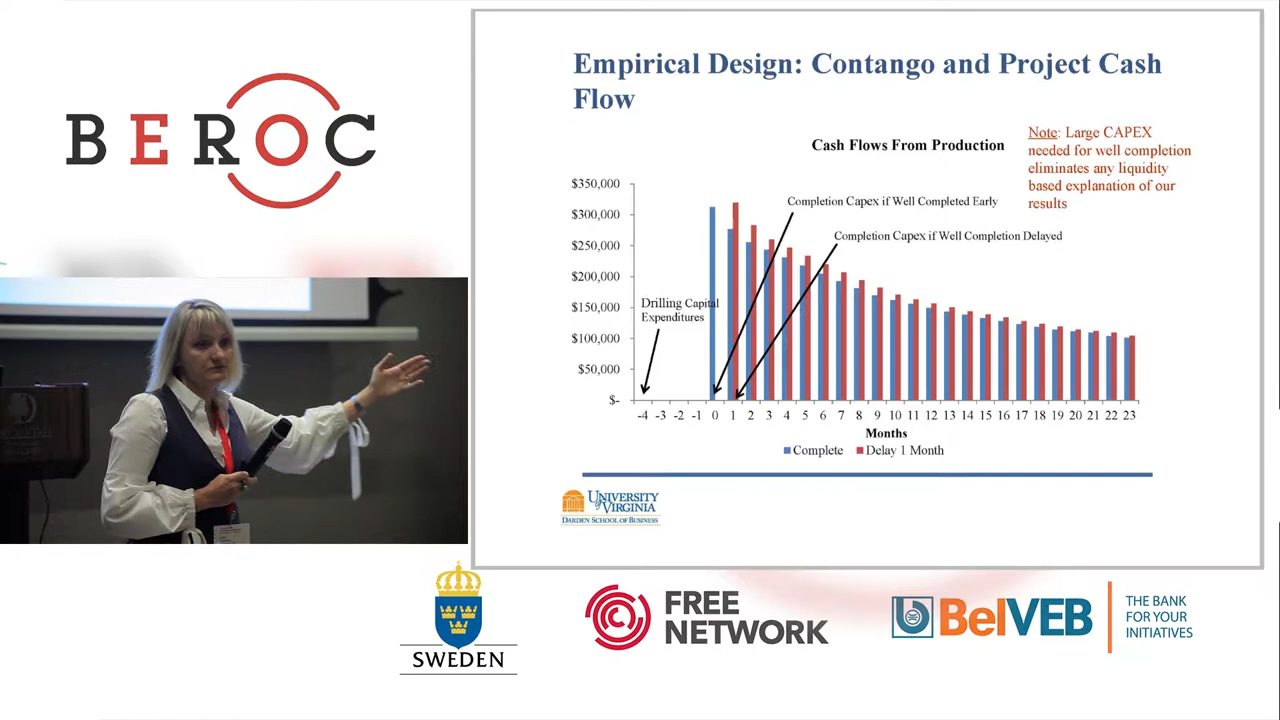 BEROC
Empirical Design: Contango and Project Cash
Flow
Cash Flows From Production
Note: Large CAPEX
needed for well completion
eliminates any liquidity
based explanation of our
results
$350,000
$300,000
$250,000
$200,000
$150,000
$100,000
$50,000
$-
Completion Capex if Well Completed Early
Completion Capex if Well Completion Delayed
Drilling Capital
Expenditures
-4 -3 -2 -1 0 1 2 3 4 5 6 7 8 9 10 11 12 13 14 15 16 17 18 19 20 21 22 23
Months
Complete Delay 1 Month
UNIVERSITY
of VIRGINIA
DARDEN SCHOOL OF BUSINESS
SWEDEN
FREE
NETWORK
BelVEB
THE BANK
FOR YOUR
INITIATIVES